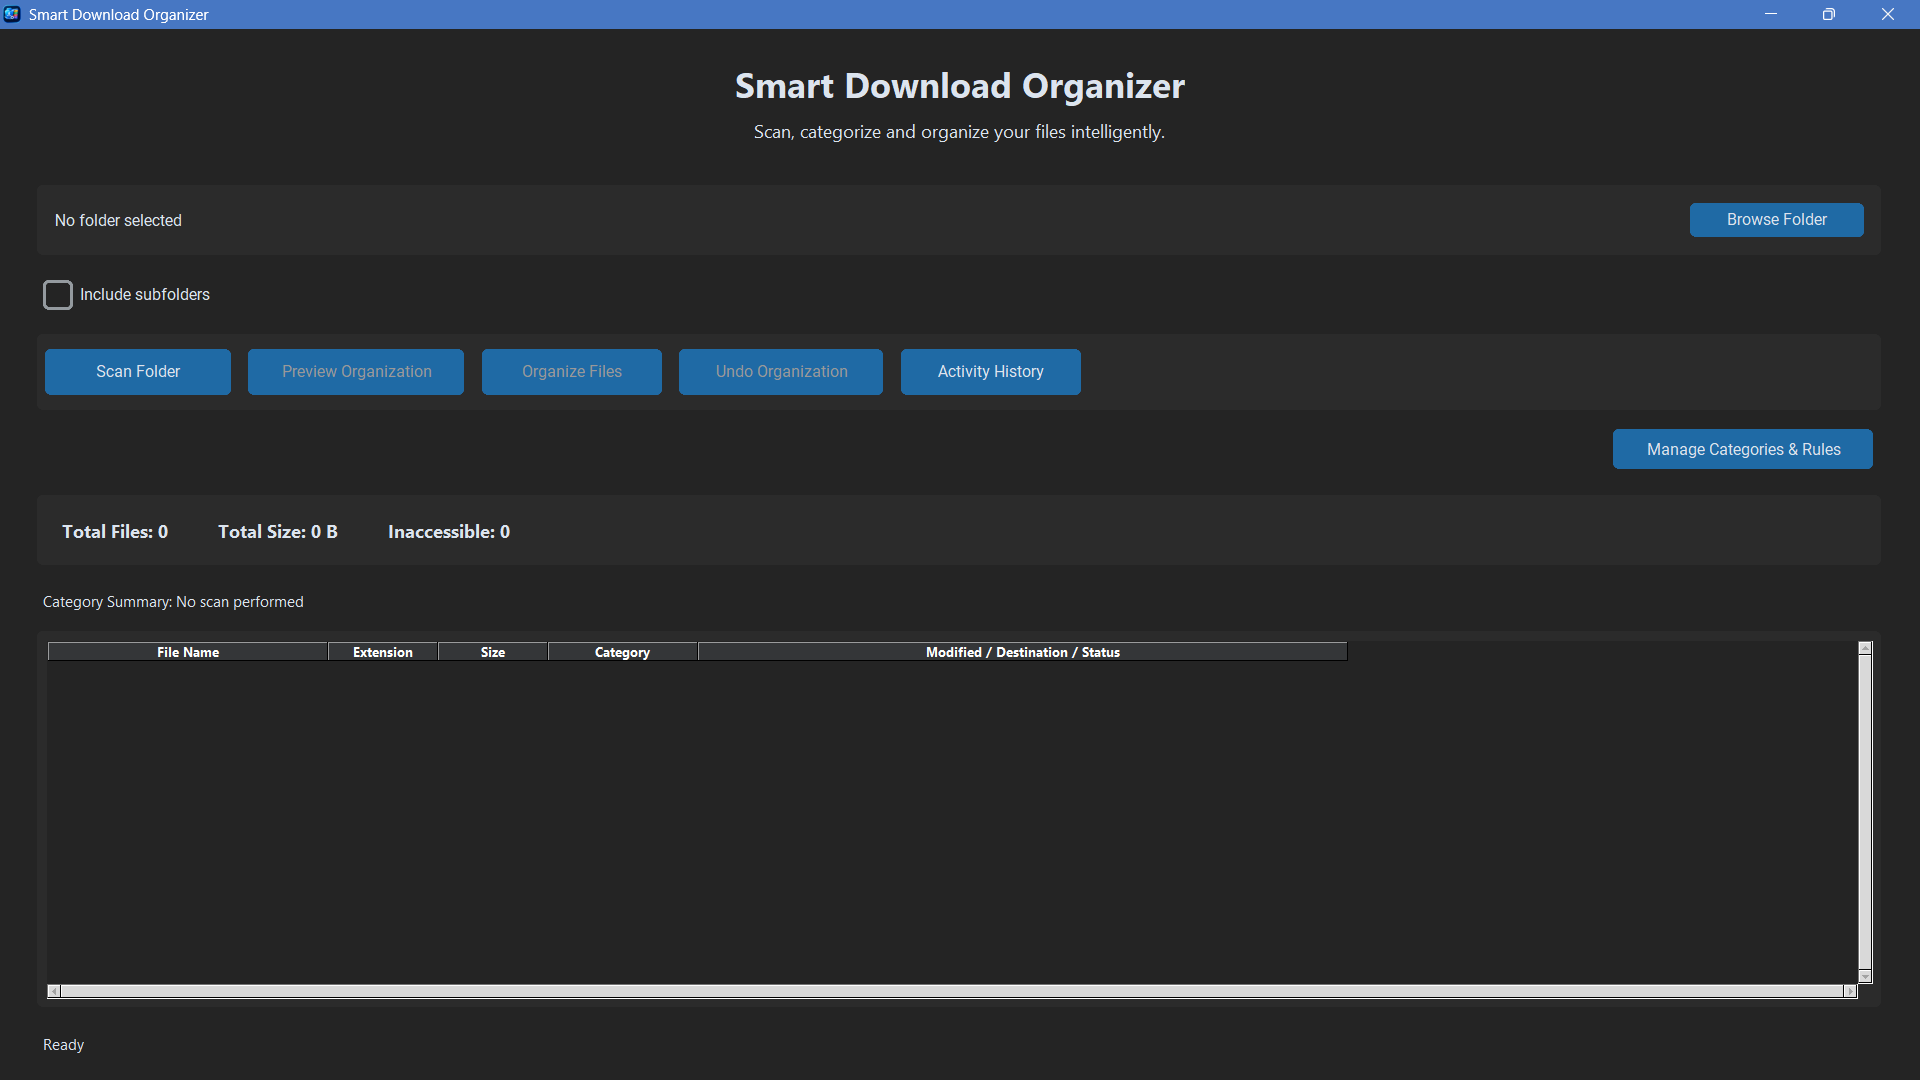 Smart Download Organizer
Smart Download Organizer
Scan, categorize and organize your files intelligently.
No folder selected
Browse Folder
Include subfolders
Scan Folder
Preview Organization
Organize Files
Undo Organization
Activity History
Manage Categories & Rules
Total Files: 0
Total Size: 0 B
Inaccessible: 0
Category Summary: No scan performed
File Name
Extension
Size
Category
Modified / Destination / Status
Ready